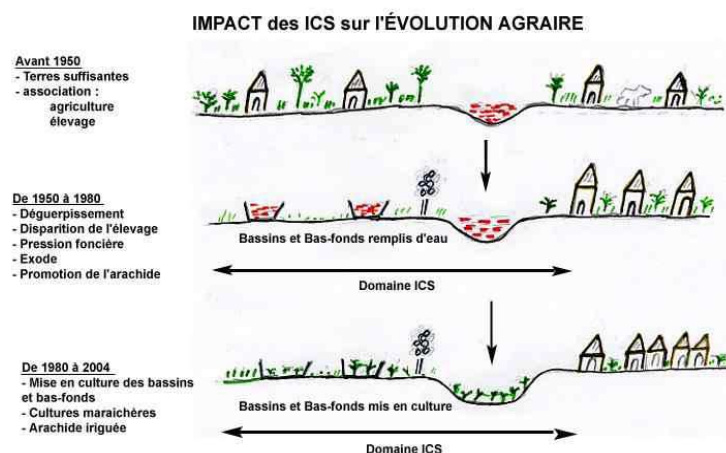 IMPACT des ICS sur l'ÉVOLUTION AGRAIRE
Avant 1950
- Terres suffisantes
- association :
agriculture
élevage
De 1950 à 1980
- Déguerpissement
- Disparition de l'élevage
- Pression foncière
- Exode
- Promotion de l'arachide
Bassins et Bas-fonds remplis d'eau
Domaine ICS
De 1980 à 2004
- Mise en culture des bassins
et bas-fonds
- Cultures maraichères
- Arachide iriguée
Bassins et Bas-fonds mis en culture
Domaine ICS